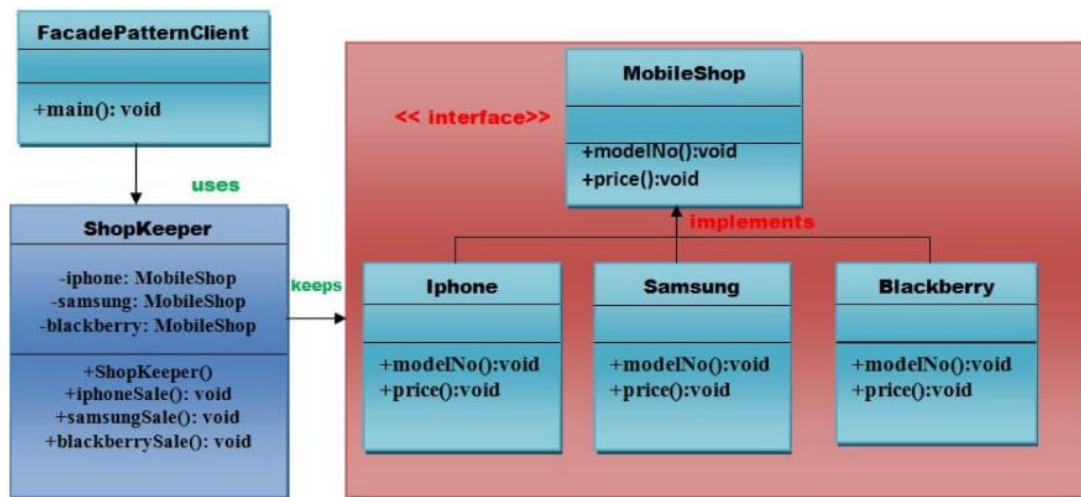 FacadePatternClient
+main(): void
uses
ShopKeeper
-iphone: MobileShop
-samsung: MobileShop
-blackberry: MobileShop
+ShopKeeper()
+iphoneSale(): void
+samsungSale(): void
+blackberrySale(): void
keeps
MobileShop
<< interface>>
+modelNo():void
+price():void
implements
Iphone
+modelNo():void
+price():void
Samsung
+modelNo():void
+price():void
Blackberry
+modelNo():void
+price():void